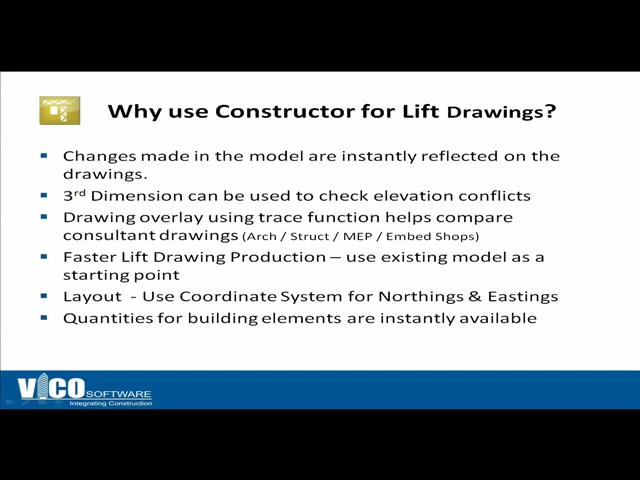 Why use Constructor for Lift Drawings?
Changes made in the model are instantly reflected on the
drawings.
3rd Dimension can be used to check elevation conflicts
Drawing overlay using trace function helps compare
consultant drawings (Arch / Struct / MEP / Embed Shops)
Faster Lift Drawing Production – use existing model as a
starting point
Layout - Use Coordinate System for Northings & Eastings
Quantities for building elements are instantly available
VICO SOFTWARE
Integrating Construction